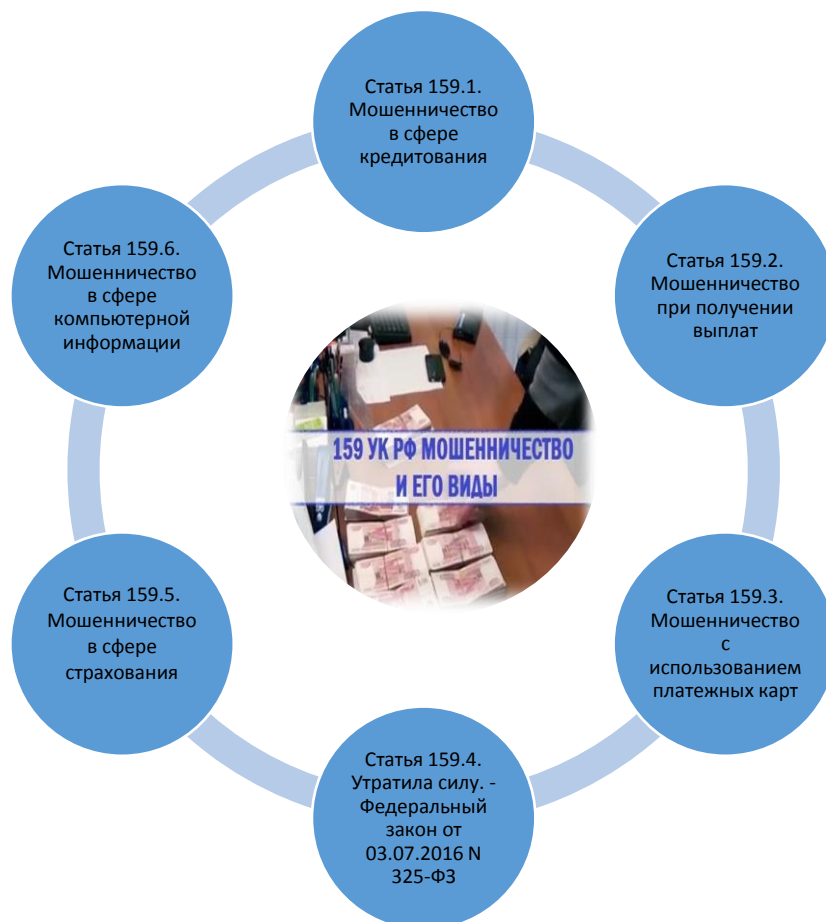 Статья 159.1.
Мошенничество
в сфере
кредитования
Статья 159.2.
Мошенничество
при получении
выплат
Статья 159.3.
Мошенничество
с
использованием
платежных карт
Статья 159.4.
Утратила силу. -
Федеральный
закон от
03.07.2016 N
325-ФЗ
Статья 159.5.
Мошенничество
в сфере
страхования
Статья 159.6.
Мошенничество
в сфере
компьютерной
информации
159 УК РФ МОШЕННИЧЕСТВО
И ЕГО ВИДЫ